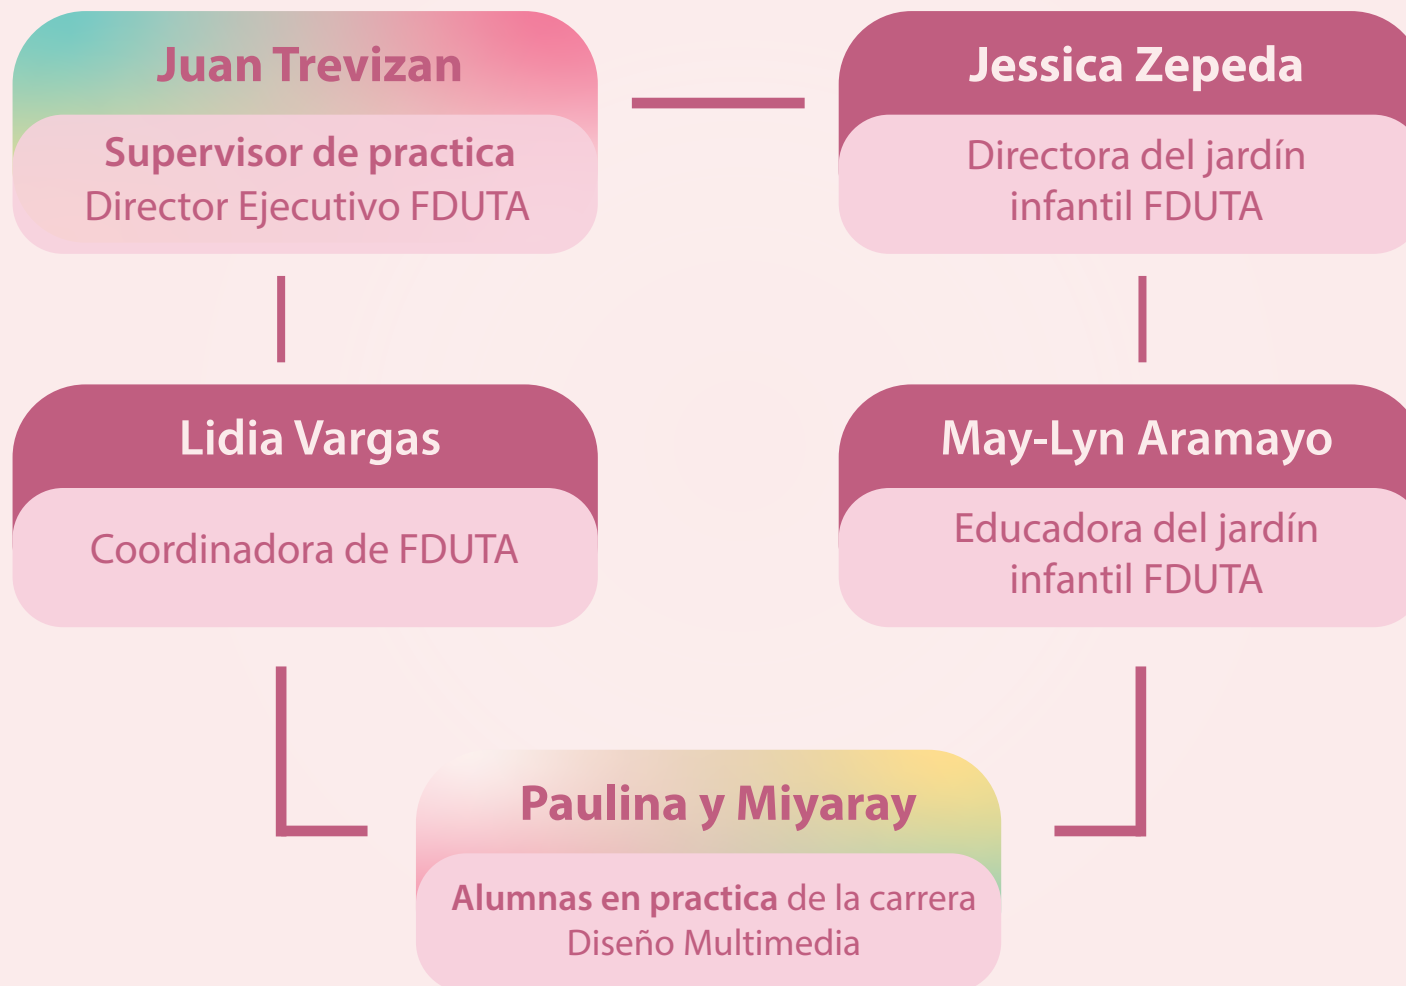 Juan Trevizan
Supervisor de practica
Director Ejecutivo FDUTA
Jessica Zepeda
Directora del jardín
infantil FDUTA
Lidia Vargas
Coordinadora de FDUTA
May-Lyn Aramayo
Educadora del jardín
infantil FDUTA
Paulina y Miyaray
Alumnas en practica de la carrera
Diseño Multimedia